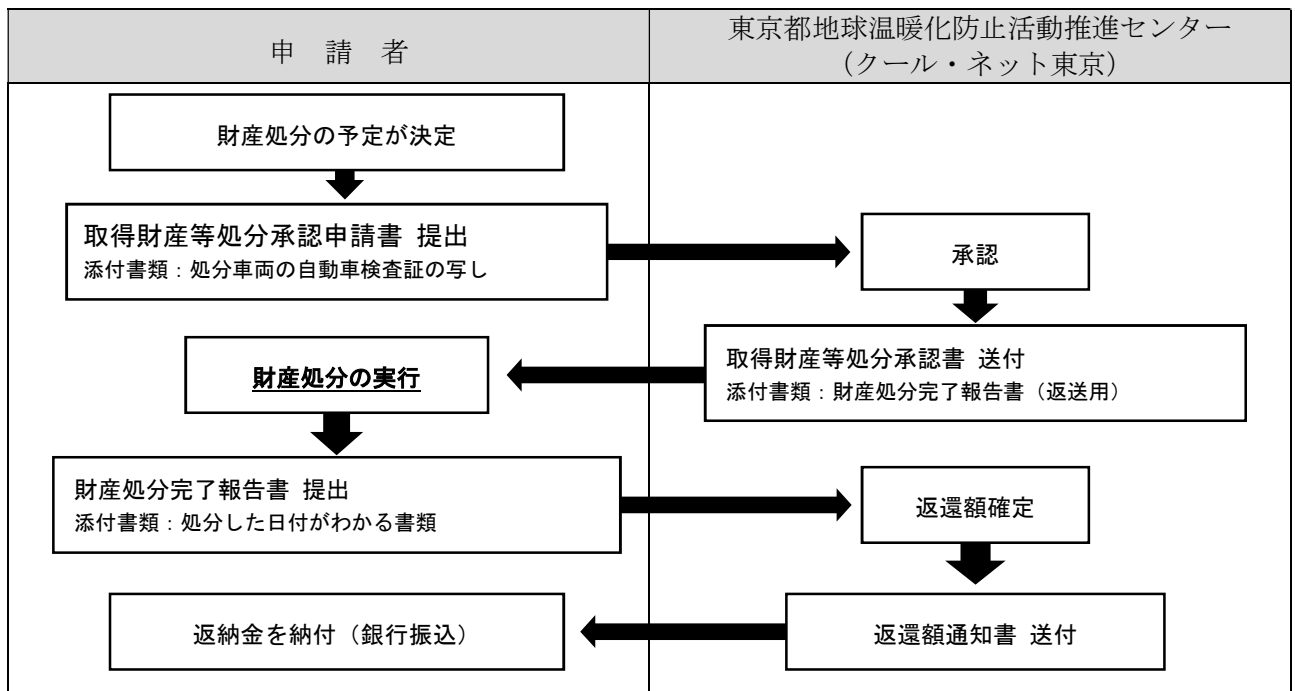 申 請 者
東京都地球温暖化防止活動推進センター
（クール・ネット東京）
財産処分の予定が決定
取得財産等処分承認申請書 提出
添付書類：処分車両の自動車検査証の写し
承認
取得財産等処分承認書 送付
添付書類：財産処分完了報告書（返送用）
財産処分の実行
財産処分完了報告書 提出
添付書類：処分した日付がわかる書類
返還額確定
返還額通知書 送付
返納金を納付（銀行振込）